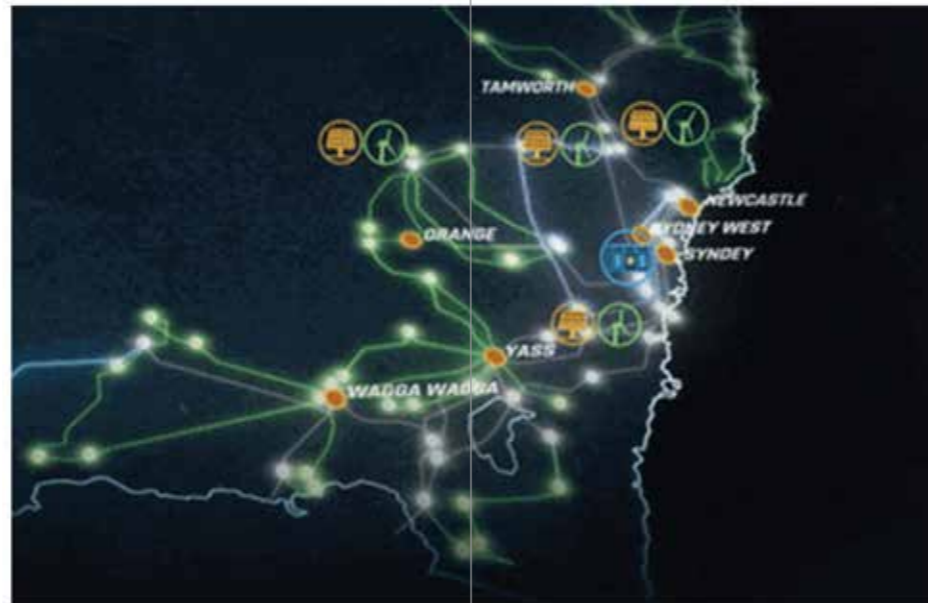 TAMWORTH
NEWCASTLE
SYDNEY WEST
ORANGE
SYNDEY
YASS
WAGGA WAGGA